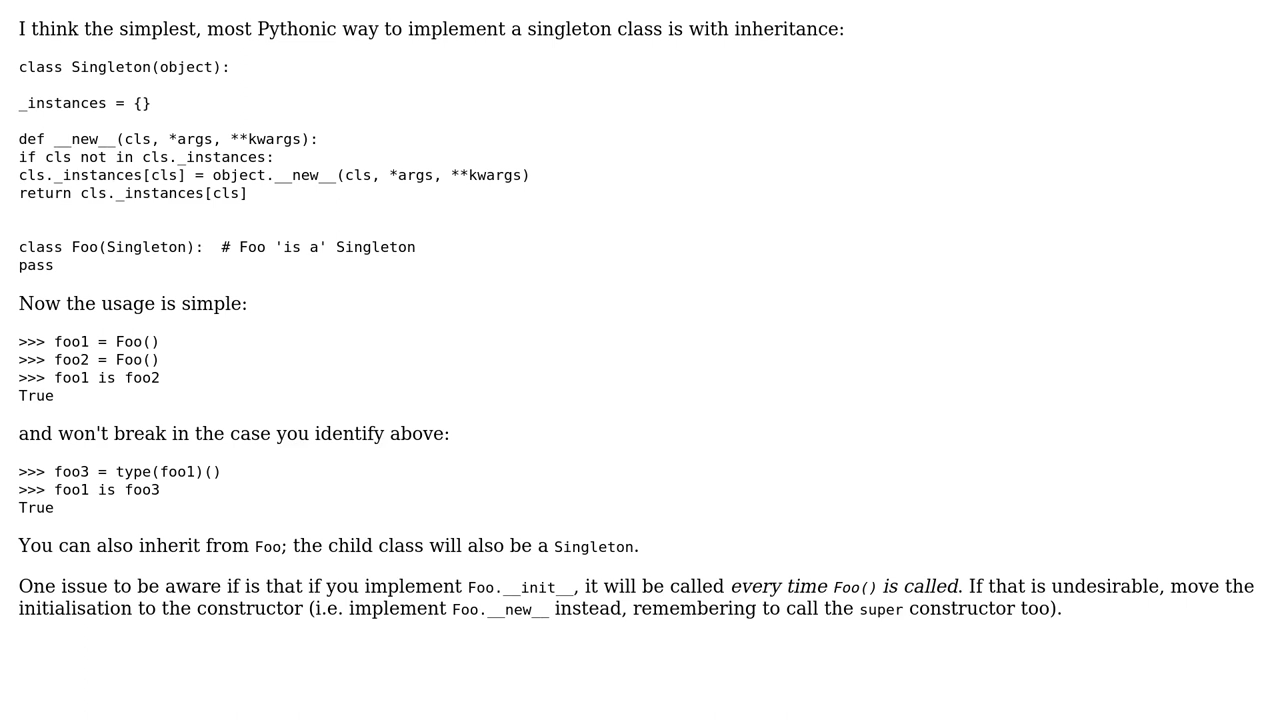 I think the simplest, most Pythonic way to implement a singleton class is with inheritance:
class Singleton(object):
_instances = {}
def __new__(cls, *args, **kwargs):
if cls not in cls._instances:
cls._instances[cls] = object.__new__(cls, *args, **kwargs)
return cls._instances[cls]
class Foo(Singleton):  # Foo 'is a' Singleton
pass
Now the usage is simple:
>>> foo1 = Foo()
>>> foo2 = Foo()
>>> foo1 is foo2
True
and won't break in the case you identify above:
>>> foo3 = type(foo1)()
>>> foo1 is foo3
True
You can also inherit from Foo; the child class will also be a Singleton.
One issue to be aware if is that if you implement Foo.__init__, it will be called every time Foo() is called. If that is undesirable, move the
initialisation to the constructor (i.e. implement Foo.__new__ instead, remembering to call the super constructor too).